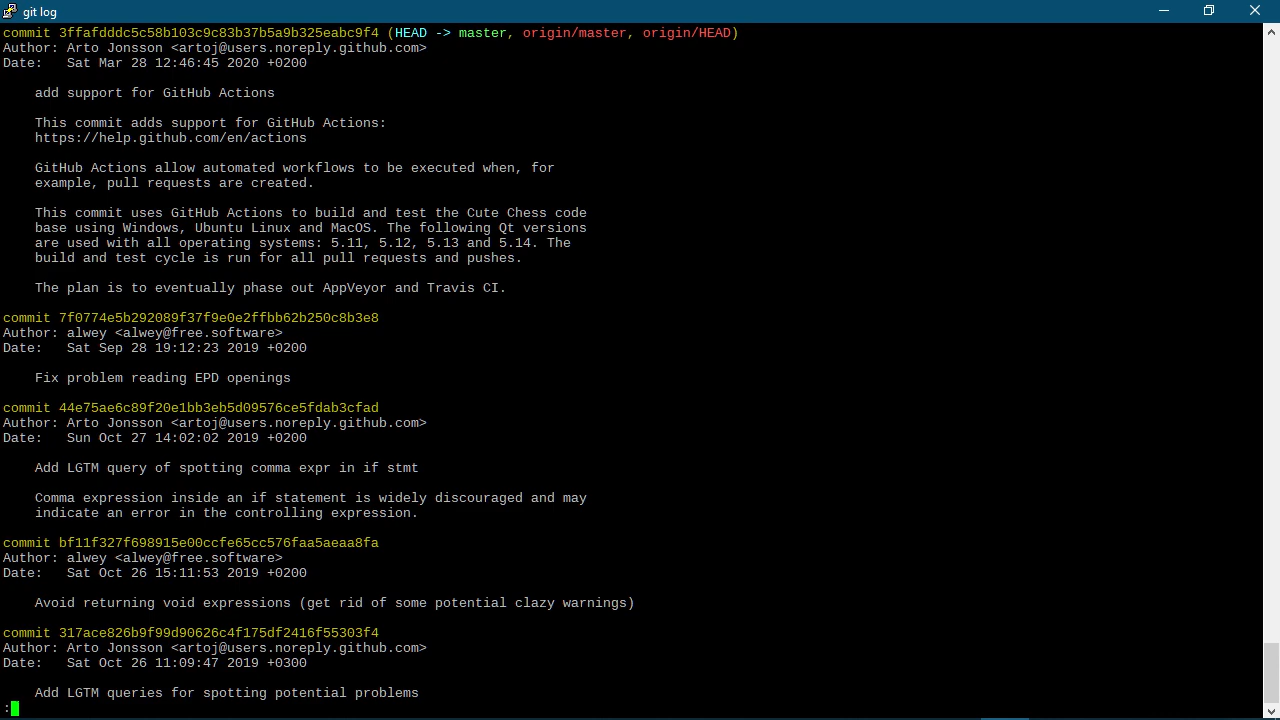 git log
commit 3ffafdddc5c58b103c9c83b37b5a9b325eabc9f4 (HEAD -> master, origin/master, origin/HEAD)
Author: Arto Jonsson <artoj@users.noreply.github.com>
Date:   Sat Mar 28 12:46:45 2020 +0200
add support for GitHub Actions
This commit adds support for GitHub Actions:
https://help.github.com/en/actions
GitHub Actions allow automated workflows to be executed when, for
example, pull requests are created.
This commit uses GitHub Actions to build and test the Cute Chess code
base using Windows, Ubuntu Linux and MacOS. The following Qt versions
are used with all operating systems: 5.11, 5.12, 5.13 and 5.14. The
build and test cycle is run for all pull requests and pushes.
The plan is to eventually phase out AppVeyor and Travis CI.
commit 7f0774e5b292089f37f9e0e2ffbb62b250c8b3e8
Author: alwey <alwey@free.software>
Date:   Sat Sep 28 19:12:23 2019 +0200
Fix problem reading EPD openings
commit 44e75ae6c89f20e1bb3eb5d09576ce5fdab3cfad
Author: Arto Jonsson <artoj@users.noreply.github.com>
Date:   Sun Oct 27 14:02:02 2019 +0200
Add LGTM query of spotting comma expr in if stmt
Comma expression inside an if statement is widely discouraged and may
indicate an error in the controlling expression.
commit bf11f327f698915e00ccfe65cc576faa5aeaa8fa
Author: alwey <alwey@free.software>
Date:   Sat Oct 26 15:11:53 2019 +0200
Avoid returning void expressions (get rid of some potential clazy warnings)
commit 317ace826b9f99d90626c4f175df2416f55303f4
Author: Arto Jonsson <artoj@users.noreply.github.com>
Date:   Sat Oct 26 11:09:47 2019 +0300
Add LGTM queries for spotting potential problems
: